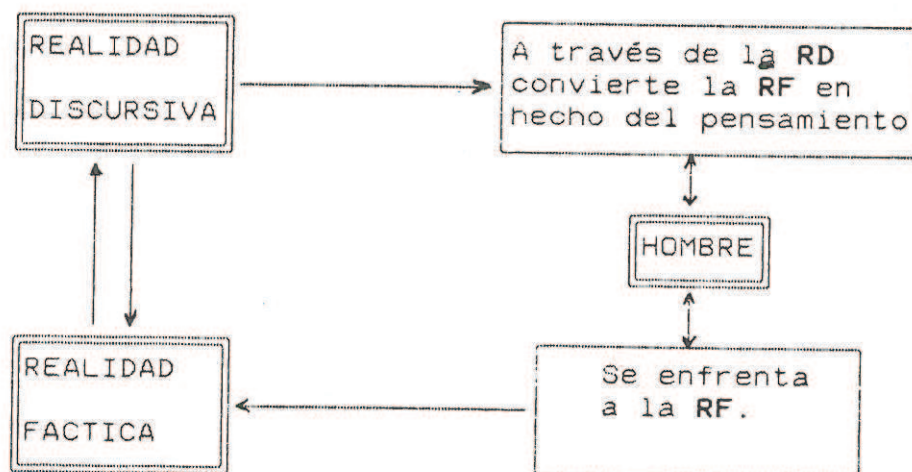 REALIDAD
DISCURSIVA
A través de la RD
convierte la RF en
hecho del pensamiento
HOMBRE
REALIDAD
FACTICA
Se enfrenta
a la RF.